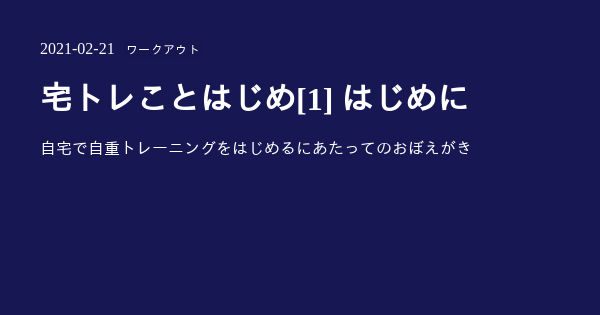 2021-02-21 ワークアウト
宅トレことはじめ[1] はじめに
自宅で自重トレーニングをはじめるにあたってのおぼえがき